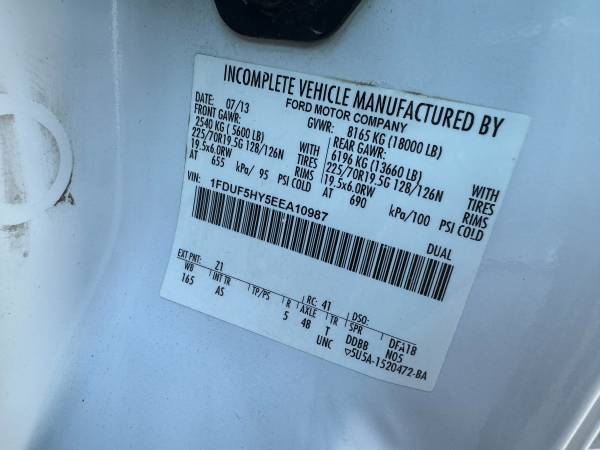 INCOMPLETE VEHICLE MANUFACTURED BY
FORD MOTOR COMPANY
DATE: 07/13 GVWR: 8165 KG (18000 LB)
FRONT GAWR: REAR GAWR:
2540 KG (5600 LB) WITH 6196 KG (13660 LB) WITH
225/70R19.5G 128/126N TIRES 225/70R19.5G 128/126N TIRES
19.5x6.0RW RIMS 19.5x6.0RW RIMS
AT 655 kPa/ 95 PSI COLD AT 690 kPa/100 PSI COLD
VIN: 1FDUF5HY5EEA10987 DUAL
EXT PNT: Z1 RC: 41 DSO:
WB INT TR TP/PS R AXLE TR SPR DFA18
165 AS 5 48 T DDBB N05
UNC ▽5U5A-1520472-BA